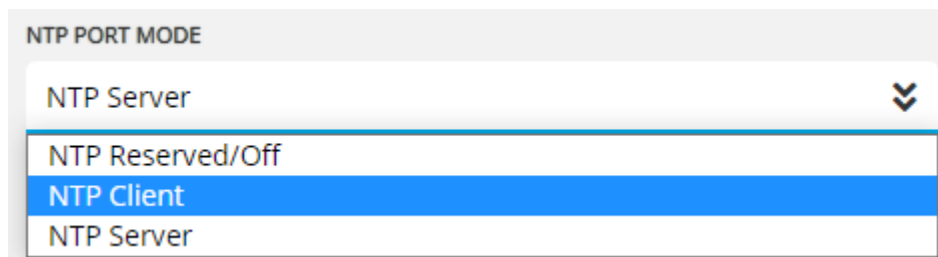 NTP PORT MODE
NTP Server
NTP Reserved/Off
NTP Client
NTP Server